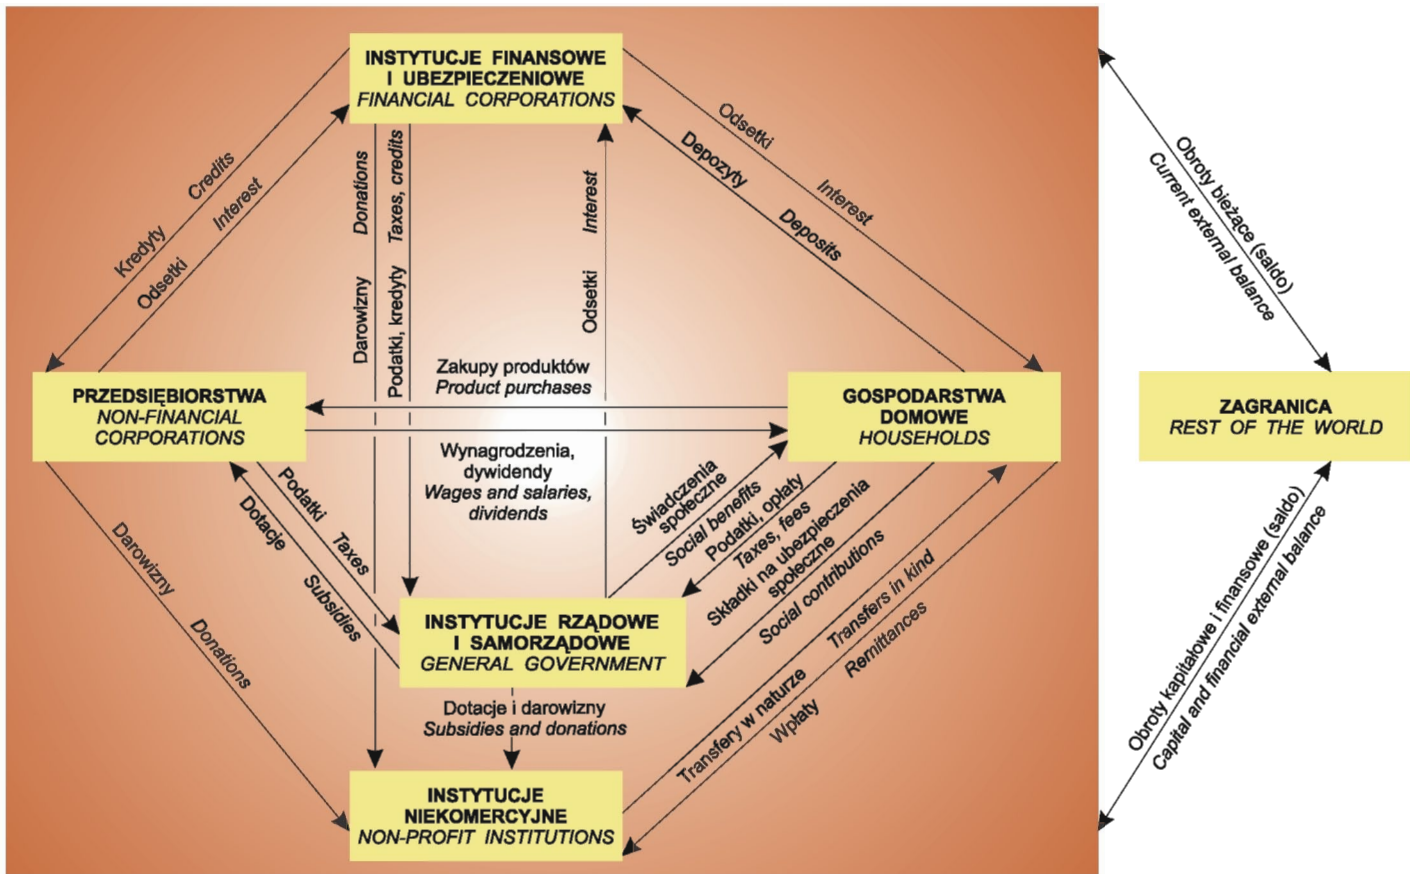 INSTYTUCJE FINANSOWE
I UBEZPIECZENIOWE
FINANCIAL CORPORATIONS
Kredyty Credits
Odsetki Interest
Darowizny Donations
Podatki, kredyty Taxes, credits
Odsetki Interest
Odsetki Interest
Depozyty Deposits
Obroty bieżące (saldo)
Current external balance
PRZEDSIĘBIORSTWA
NON-FINANCIAL
CORPORATIONS
Zakupy produktów
Product purchases
Wynagrodzenia,
dywidendy
Wages and salaries,
dividends
GOSPODARSTWA
DOMOWE
HOUSEHOLDS
ZAGRANICA
REST OF THE WORLD
Podatki Taxes
Dotacje Subsidies
Darowizny Donations
Świadczenia
społeczne
Social benefits
Podatki, opłaty
Taxes, fees
Składki na ubezpieczenia
społeczne
Social contributions
Transfery w naturze Transfers in kind
Wpłaty Remittances
Obroty kapitałowe i finansowe (saldo)
Capital and financial external balance
INSTYTUCJE RZĄDOWE
I SAMORZĄDOWE
GENERAL GOVERNMENT
Dotacje i darowizny
Subsidies and donations
INSTYTUCJE
NIEKOMERCYJNE
NON-PROFIT INSTITUTIONS